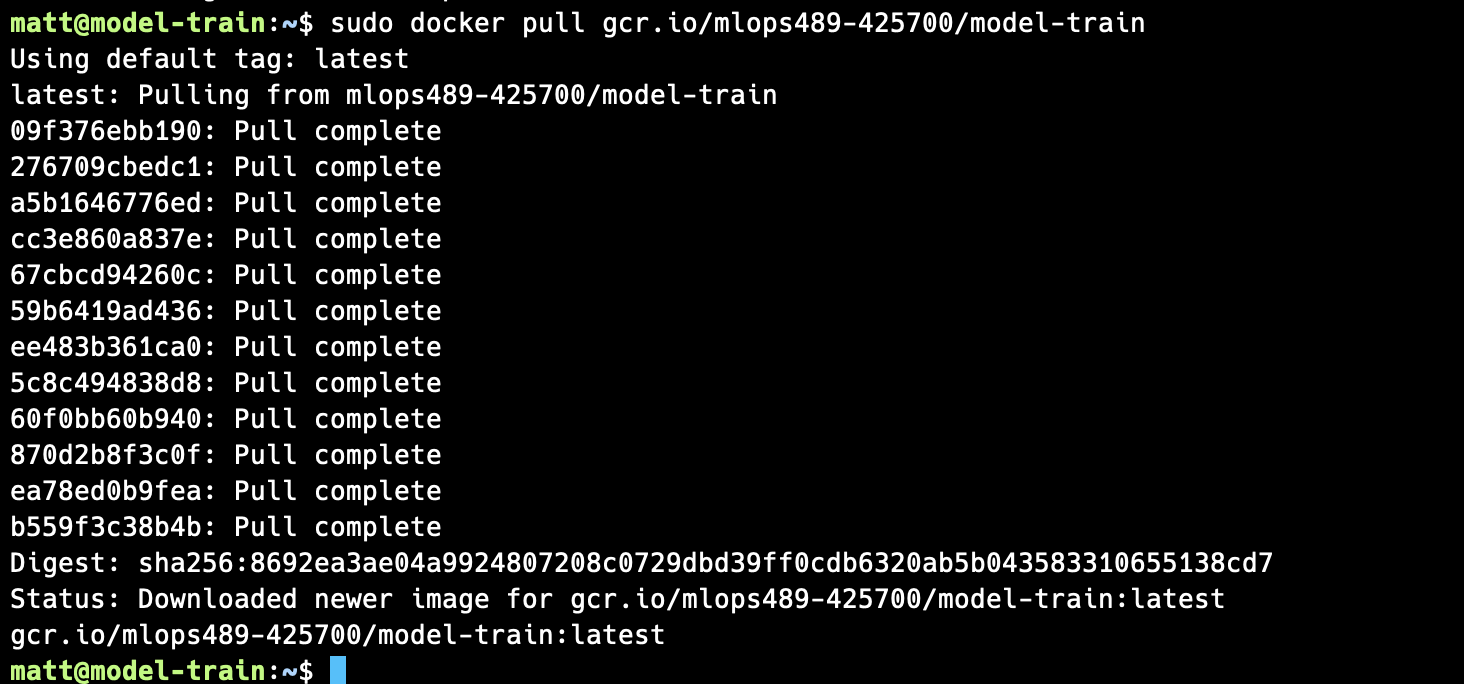 matt@model-train:~$ sudo docker pull gcr.io/mlops489-425700/model-train
Using default tag: latest
latest: Pulling from mlops489-425700/model-train
09f376ebb190: Pull complete
276709cbedc1: Pull complete
a5b1646776ed: Pull complete
cc3e860a837e: Pull complete
67cbcd94260c: Pull complete
59b6419ad436: Pull complete
ee483b361ca0: Pull complete
5c8c494838d8: Pull complete
60f0bb60b940: Pull complete
870d2b8f3c0f: Pull complete
ea78ed0b9fea: Pull complete
b559f3c38b4b: Pull complete
Digest: sha256:8692ea3ae04a9924807208c0729dbd39ff0cdb6320ab5b043583310655138cd7
Status: Downloaded newer image for gcr.io/mlops489-425700/model-train:latest
gcr.io/mlops489-425700/model-train:latest
matt@model-train:~$